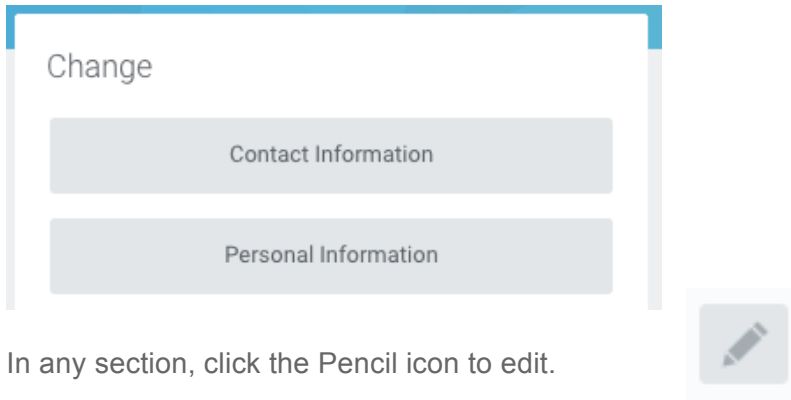 Change
Contact Information
Personal Information
In any section, click the Pencil icon to edit.